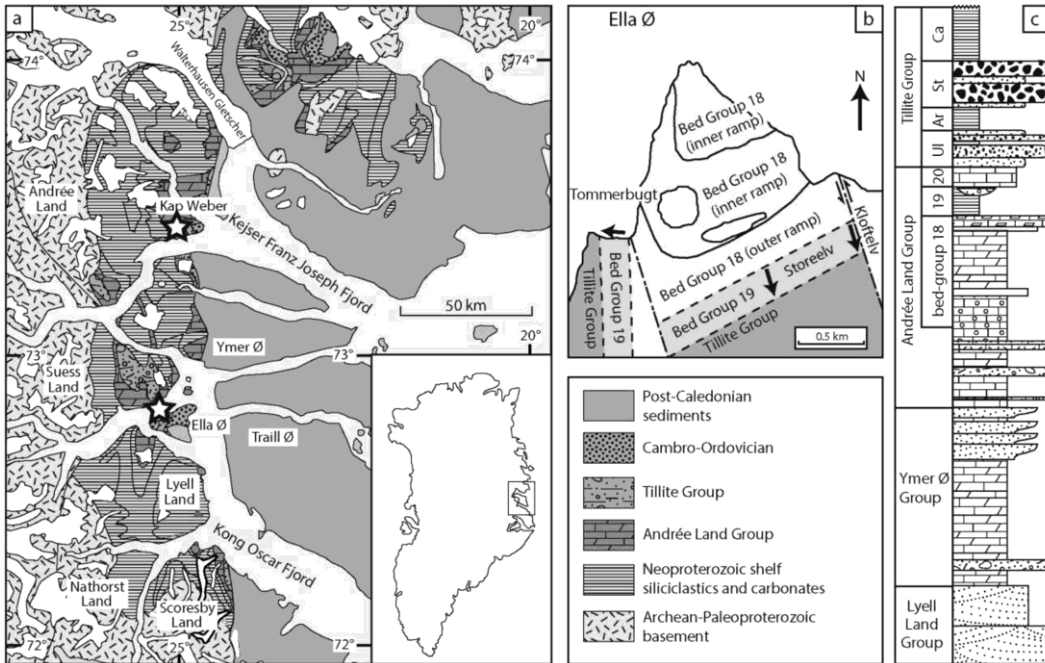 a
25°
20°
74°
74°
Walterhausen Gletscher
Andrée
Land
Kap Weber
Kejser Franz Joseph Fjord
50 km
20°
Ymer Ø
73°
73°
Suess
Land
Ella Ø
Traill Ø
Lyell
Land
Kong Oscar Fjord
Nathorst
Land
Scoresby
Land
72°
25°
72°
Ella Ø
b
N
Bed Group 18
(inner ramp)
Bed Group 18
(inner ramp)
Tommerbugt
Kloftelv
Bed Group 18 (outer ramp)
Storeelv
Bed Group 19
Tillite Group
Bed Group 19
Tillite Group
0.5 km
Post-Caledonian
sediments
Cambro-Ordovician
Tillite Group
Andrée Land Group
Neoproterozoic shelf
siliciclastics and carbonates
Archean-Paleoproterozoic
basement
c
Tillite Group
Ca
St
Ar
Ul
Andrée Land Group
20
19
bed-group 18
Ymer Ø
Group
Lyell
Land
Group